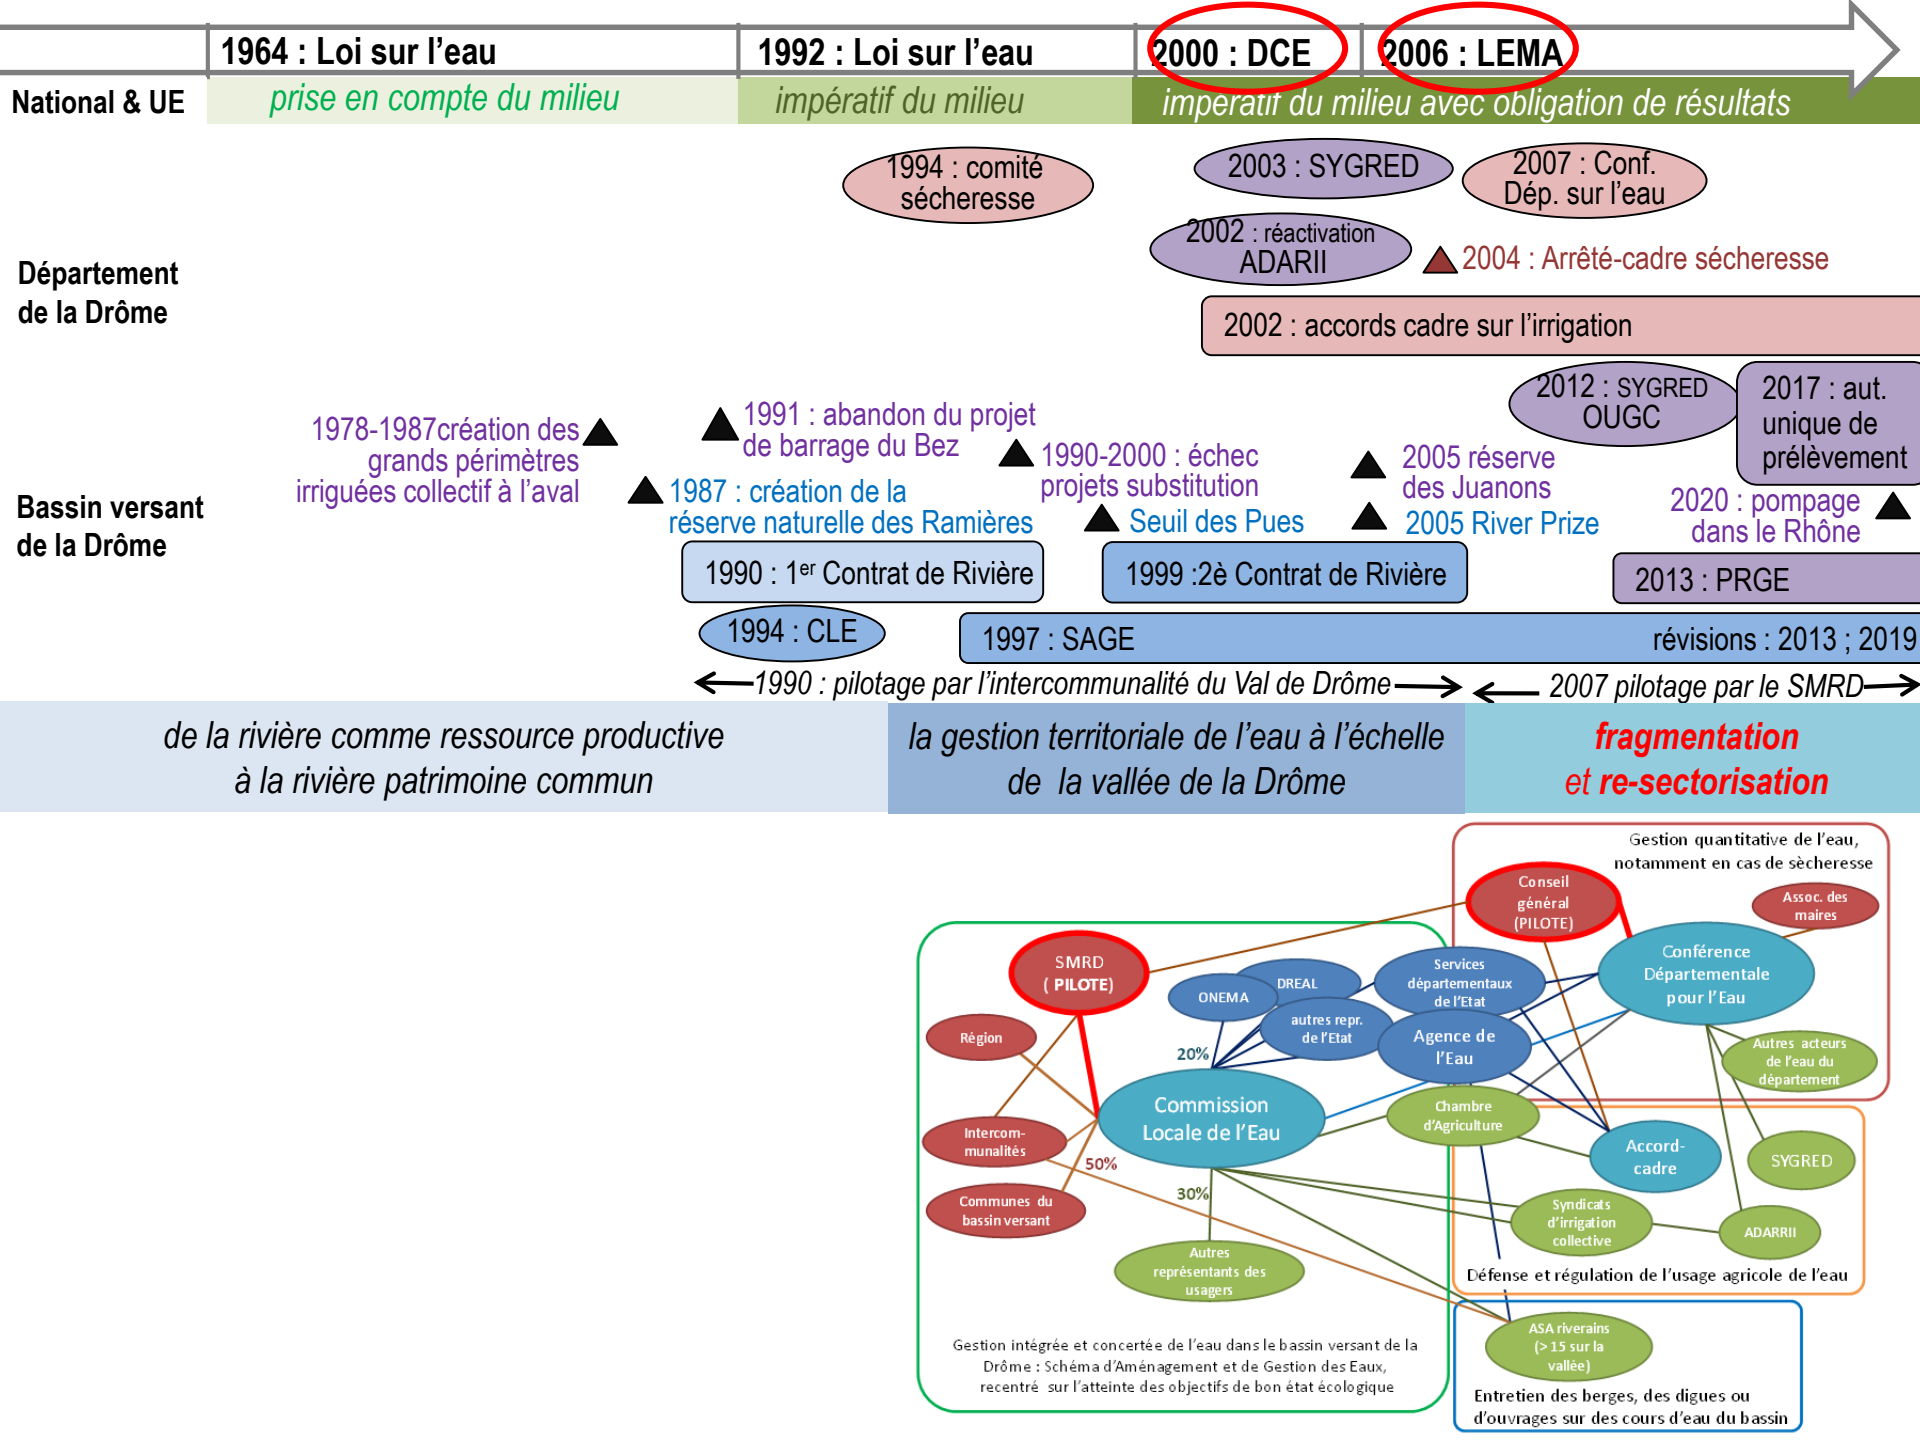 1964 : Loi sur l’eau
1992 : Loi sur l’eau
2000 : DCE
2006 : LEMA
National & UE
prise en compte du milieu
impératif du milieu
impératif du milieu avec obligation de résultats
1994 : comité
sécheresse
2003 : SYGRED
2007 : Conf.
Dép. sur l’eau
2002 : réactivation
ADARII
2004 : Arrêté-cadre sécheresse
Département
de la Drôme
2002 : accords cadre sur l’irrigation
2012 : SYGRED
OUGC
2017 : aut.
unique de
prélèvement
1978-1987création des
grands périmètres
irriguées collectif à l’aval
1991 : abandon du projet
de barrage du Bez
1990-2000 : échec
projets substitution
2005 réserve
des Juanons
1987 : création de la
réserve naturelle des Ramières
Seuil des Pues
2005 River Prize
2020 : pompage
dans le Rhône
Bassin versant
de la Drôme
1990 : 1er Contrat de Rivière
1999 :2è Contrat de Rivière
2013 : PRGE
1994 : CLE
1997 : SAGE
révisions : 2013 ; 2019
1990 : pilotage par l’intercommunalité du Val de Drôme
2007 pilotage par le SMRD
de la rivière comme ressource productive
à la rivière patrimoine commun
la gestion territoriale de l’eau à l’échelle
de la vallée de la Drôme
fragmentation
et re-sectorisation
Gestion quantitative de l’eau,
notamment en cas de sècheresse
Conseil
général
(PILOTE)
Assoc. des
maires
Conférence
Départementale
pour l’Eau
SMRD
( PILOTE)
ONEMA
DREAL
autres repr.
de l’Etat
Services
départementaux
de l’Etat
Agence de
l’Eau
Région
20%
Autres acteurs
de l’eau du
département
Commission
Locale de l’Eau
Chambre
d’Agriculture
Intercom-
munalités
50%
Accord-
cadre
SYGRED
Communes du
bassin versant
30%
Syndicats
d’irrigation
collective
ADARRII
Autres
représentants des
usagers
Défense et régulation de l’usage agricole de l’eau
Gestion intégrée et concertée de l’eau dans le bassin versant de la
Drôme : Schéma d’Aménagement et de Gestion des Eaux,
recentré sur l’atteinte des objectifs de bon état écologique
ASA riverains
(> 15 sur la
vallée)
Entretien des berges, des digues ou
d’ouvrages sur des cours d’eau du bassin